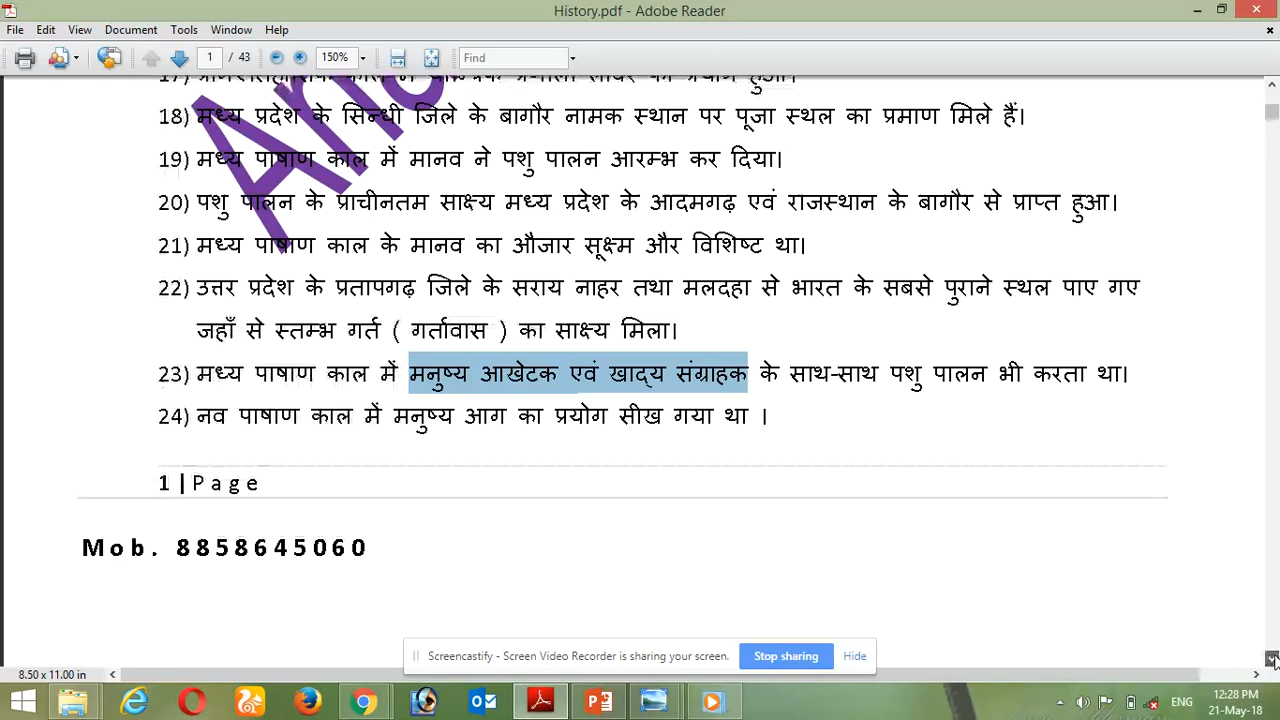 History.pdf - Adobe Reader
File Edit View Document Tools Window Help
1 / 43 150% Find
18) मध्य प्रदेश के सिन्धी जिले के बागौर नामक स्थान पर पूजा स्थल का प्रमाण मिले हैं।
19) मध्य पाषाण काल में मानव ने पशु पालन आरम्भ कर दिया।
20) पशु पालन के प्राचीनतम साक्ष्य मध्य प्रदेश के आदमगढ़ एवं राजस्थान के बागौर से प्राप्त हुआ।
21) मध्य पाषाण काल के मानव का औजार सूक्ष्म और विशिष्ट था।
22) उत्तर प्रदेश के प्रतापगढ़ जिले के सराय नाहर तथा मलदहा से भारत के सबसे पुराने स्थल पाए गए
जहाँ से स्तम्भ गर्त ( गर्तावास ) का साक्ष्य मिला।
23) मध्य पाषाण काल में मनुष्य आखेटक एवं खाद्य संग्राहक के साथ-साथ पशु पालन भी करता था।
24) नव पाषाण काल में मनुष्य आग का प्रयोग सीख गया था ।
1 | Page
Mob. 8858645060
Screencastify - Screen Video Recorder is sharing your screen. Stop sharing Hide
8.50 x 11.00 in
ENG
12:28 PM
21-May-18